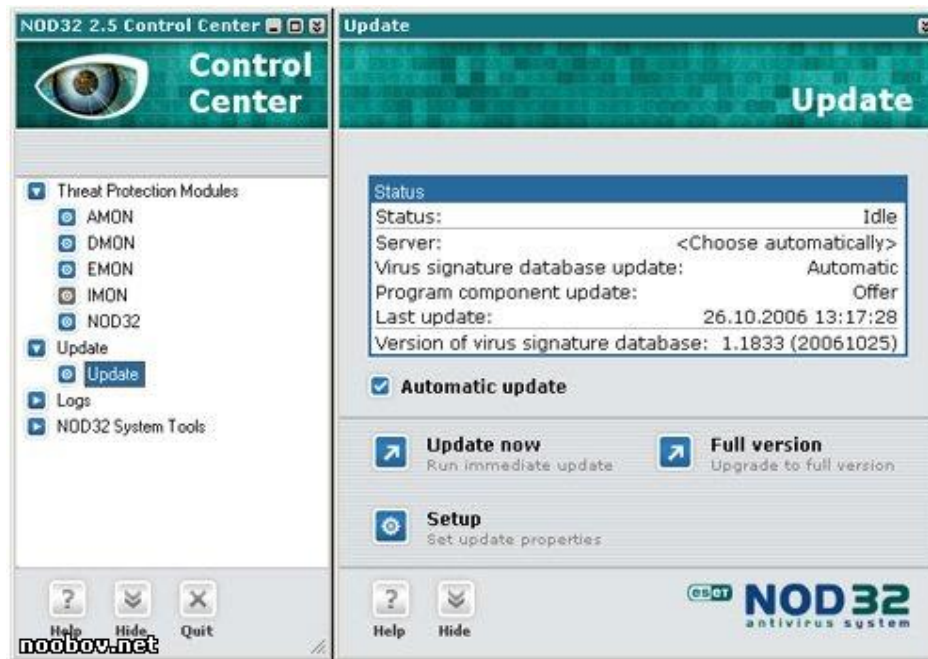 NOD32 2.5 Control Center
Control
Center
Threat Protection Modules
AMON
DMON
EMON
IMON
NOD32
Update
Update
Logs
NOD32 System Tools
Help Hide Quit
noobov.net
Update
Update
Status
Status: Idle
Server: <Choose automatically>
Virus signature database update: Automatic
Program component update: Offer
Last update: 26.10.2006 13:17:28
Version of virus signature database: 1.1833 (20061025)
Automatic update
Update now
Run immediate update
Full version
Upgrade to full version
Setup
Set update properties
Help Hide
eset NOD32
antivirus system